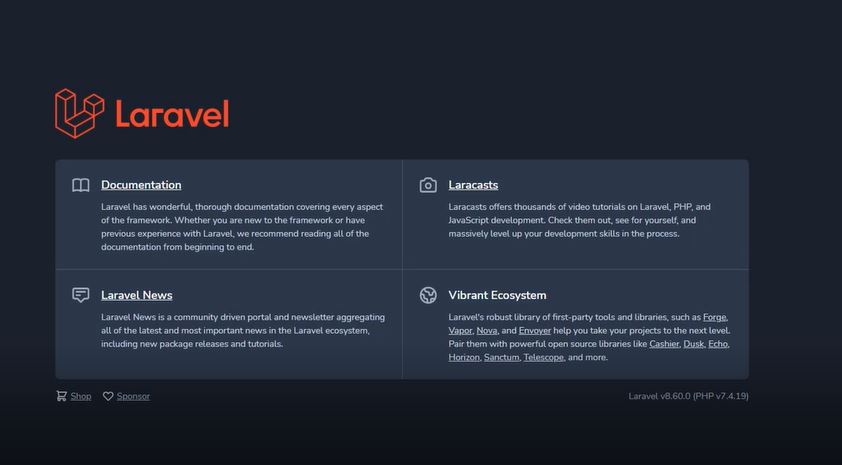 Laravel
Documentation
Laravel has wonderful, thorough documentation covering every aspect
of the framework. Whether you are new to the framework or have
previous experience with Laravel, we recommend reading all of the
documentation from beginning to end.
Laracasts
Laracasts offers thousands of video tutorials on Laravel, PHP, and
JavaScript development. Check them out, see for yourself, and
massively level up your development skills in the process.
Laravel News
Laravel News is a community driven portal and newsletter aggregating
all of the latest and most important news in the Laravel ecosystem,
including new package releases and tutorials.
Vibrant Ecosystem
Laravel's robust library of first-party tools and libraries, such as Forge,
Vapor, Nova, and Envoyer help you take your projects to the next level.
Pair them with powerful open source libraries like Cashier, Dusk, Echo,
Horizon, Sanctum, Telescope, and more.
Shop
Sponsor
Laravel v8.60.0 (PHP v7.4.19)